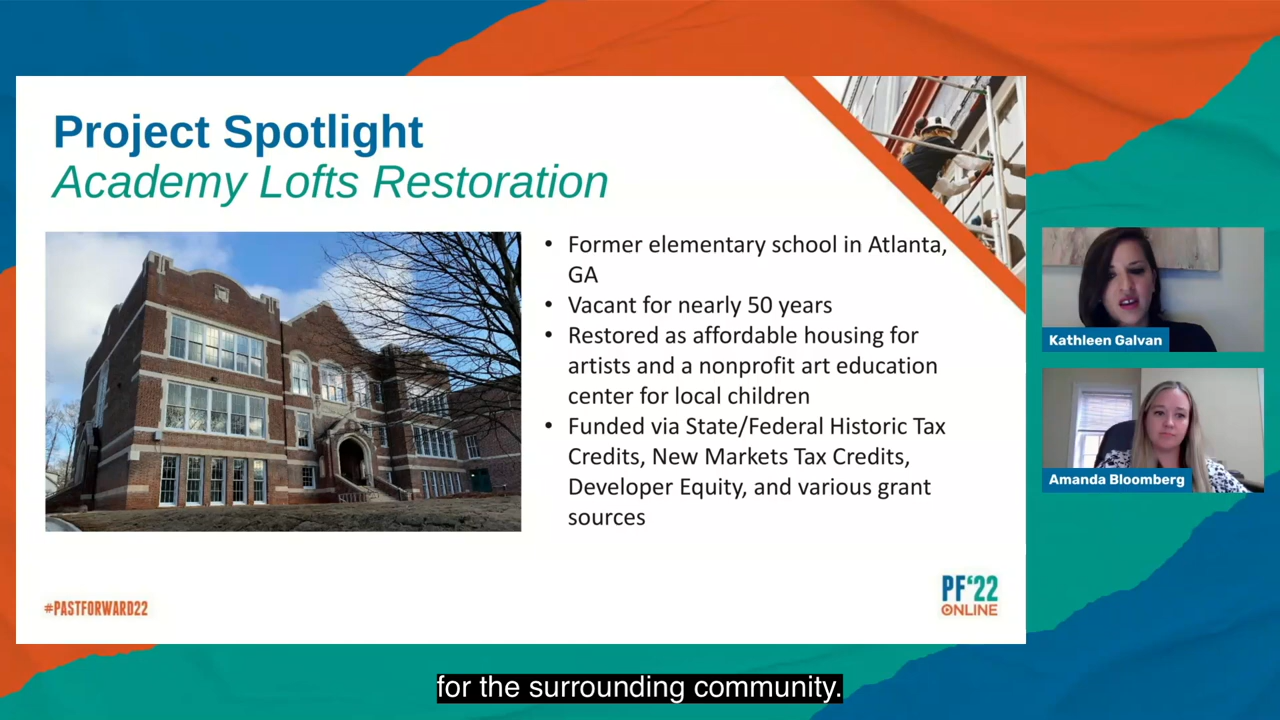 Project Spotlight
Academy Lofts Restoration
• Former elementary school in Atlanta,
GA
• Vacant for nearly 50 years
• Restored as affordable housing for
artists and a nonprofit art education
center for local children
• Funded via State/Federal Historic Tax
Credits, New Markets Tax Credits,
Developer Equity, and various grant
sources
#PASTFORWARD22
PF'22
ONLINE
Kathleen Galvan
Amanda Bloomberg
for the surrounding community.